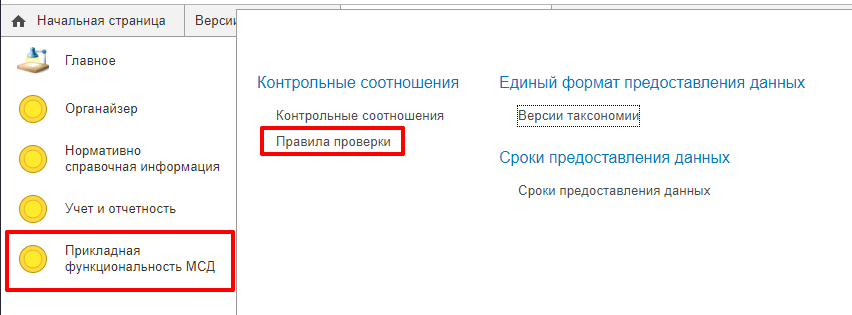 Начальная страница
Верси
Главное
Органайзер
Нормативно
справочная информация
Учет и отчетность
Прикладная
функциональность МСД
Контрольные соотношения
Контрольные соотношения
Правила проверки
Единый формат предоставления данных
Версии таксономии
Сроки предоставления данных
Сроки предоставления данных